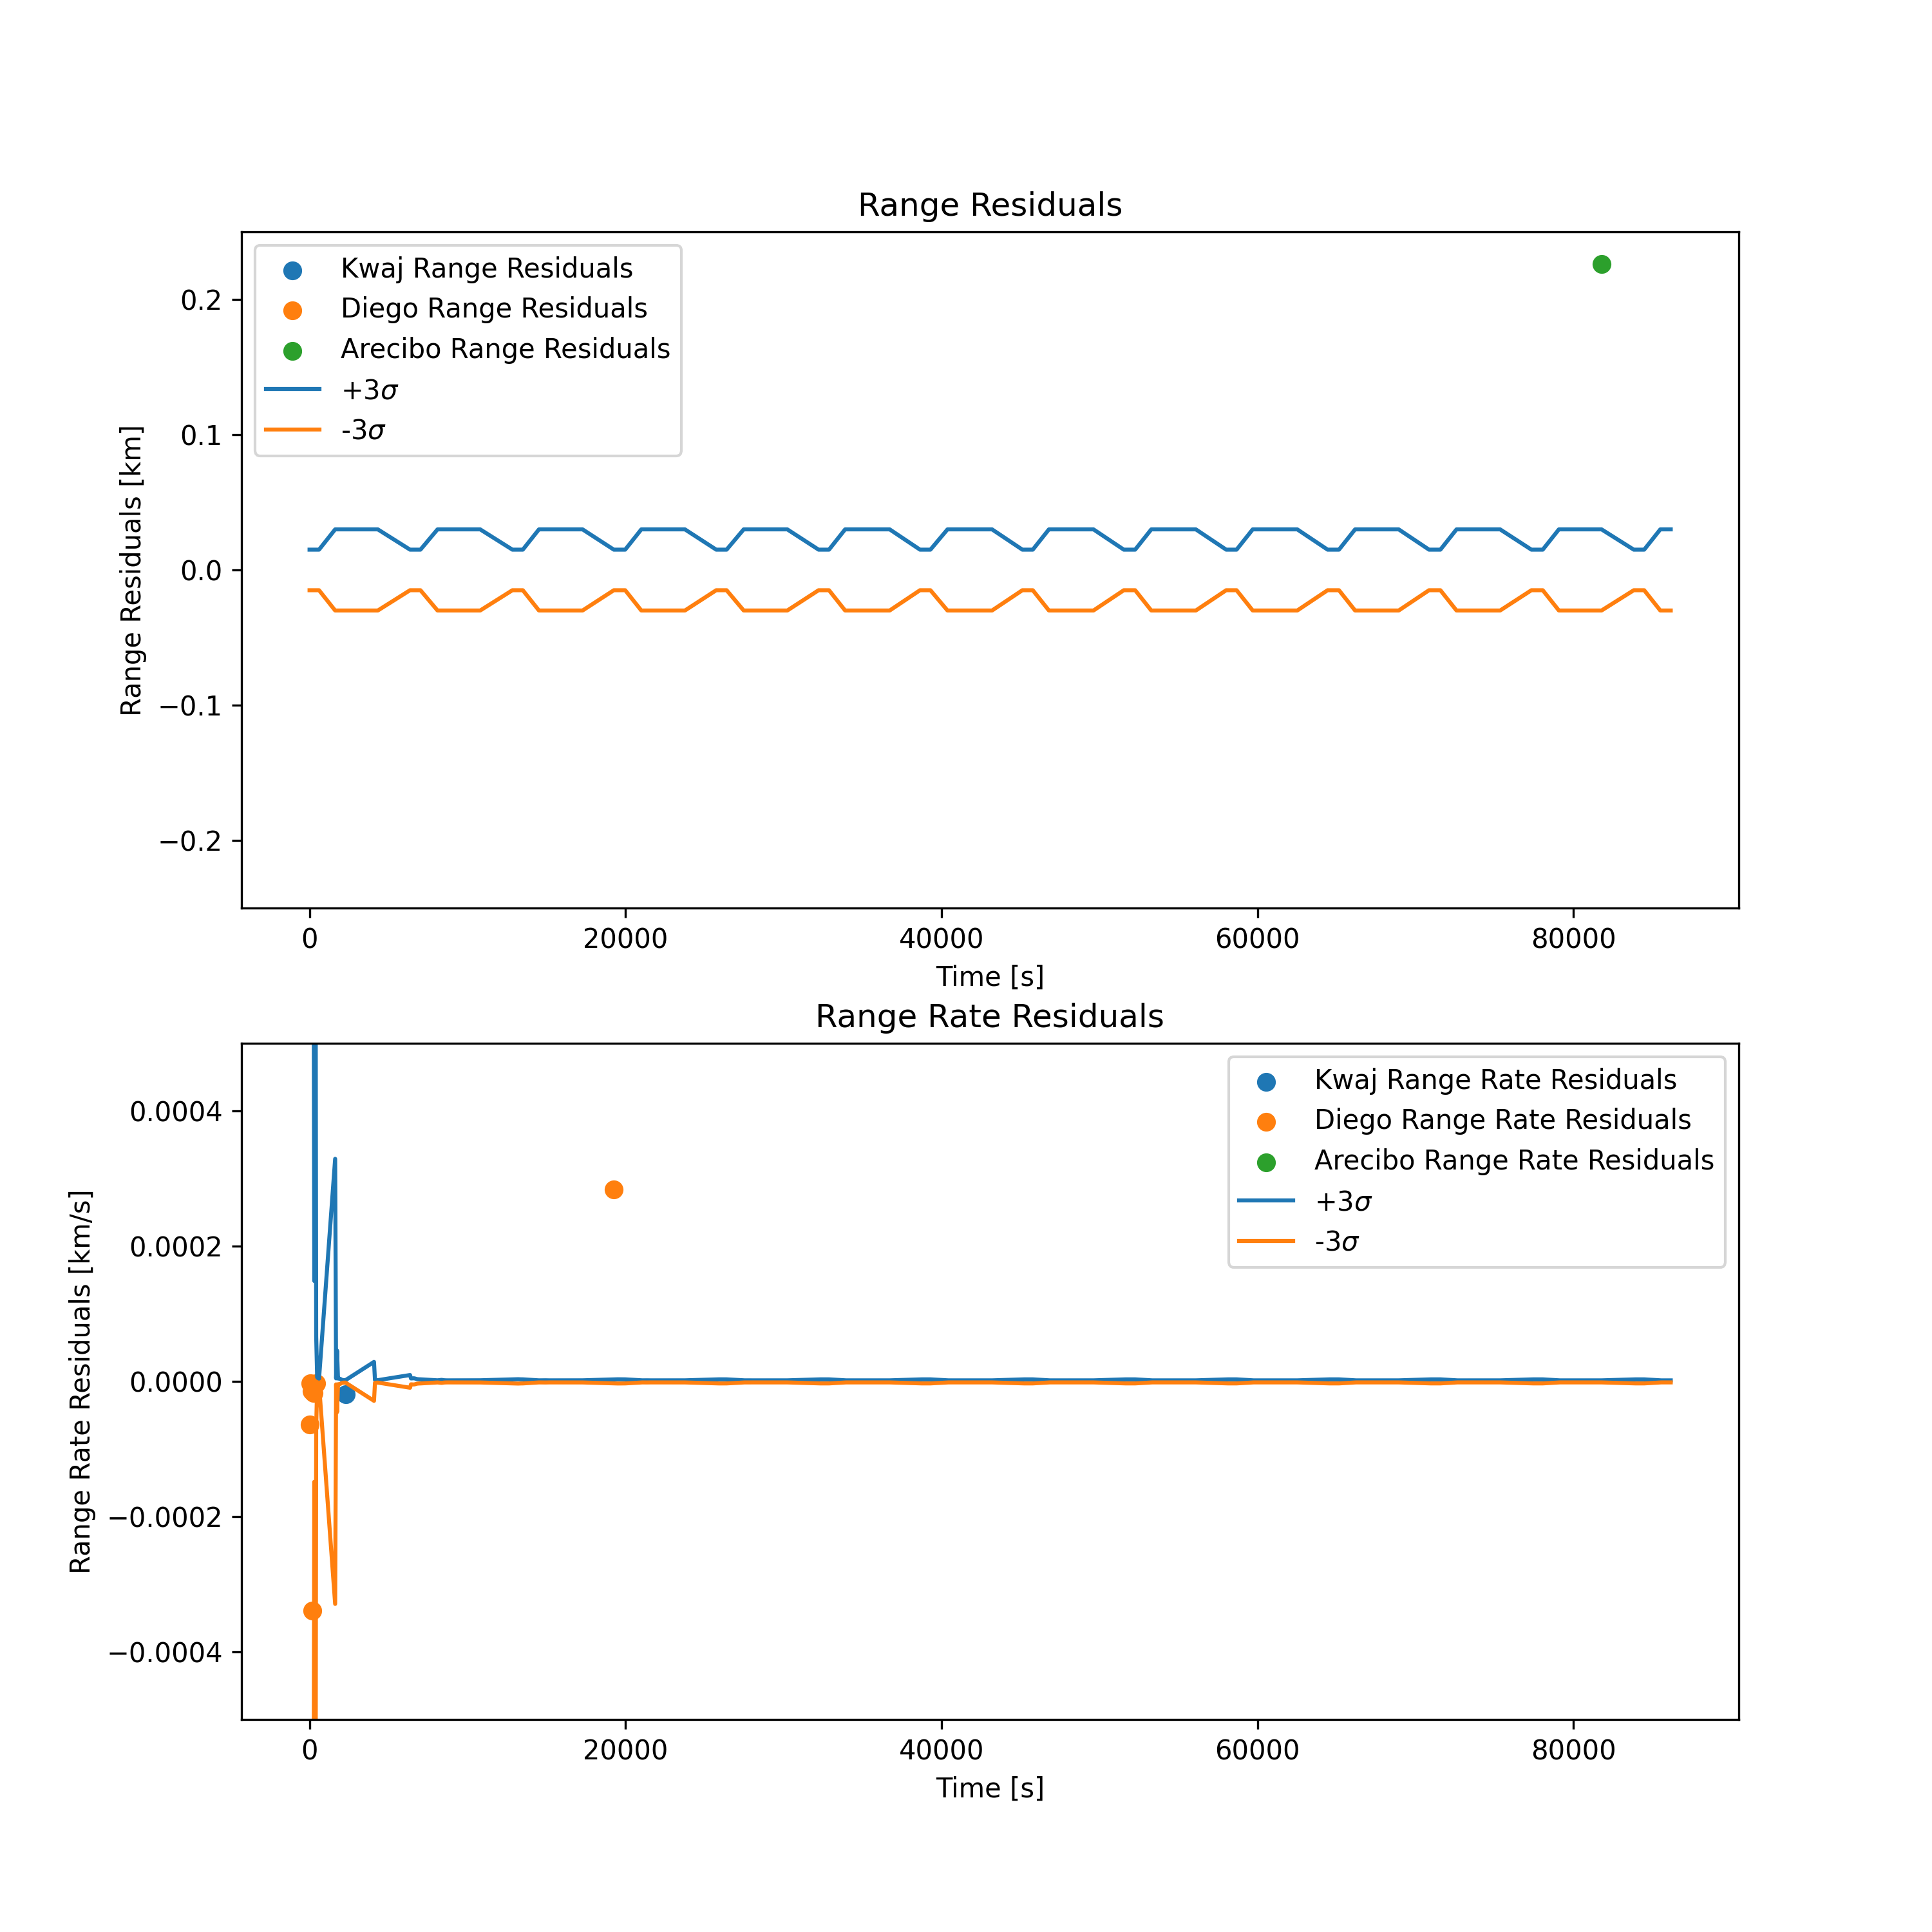 Range Residuals
Kwaj Range Residuals
Diego Range Residuals
Arecibo Range Residuals
+3σ
-3σ
Range Residuals [km]
0.2
0.1
0.0
−0.1
−0.2
0 20000 40000 60000 80000
Time [s]
Range Rate Residuals
Kwaj Range Rate Residuals
Diego Range Rate Residuals
Arecibo Range Rate Residuals
+3σ
-3σ
Range Rate Residuals [km/s]
0.0004
0.0002
0.0000
−0.0002
−0.0004
0 20000 40000 60000 80000
Time [s]